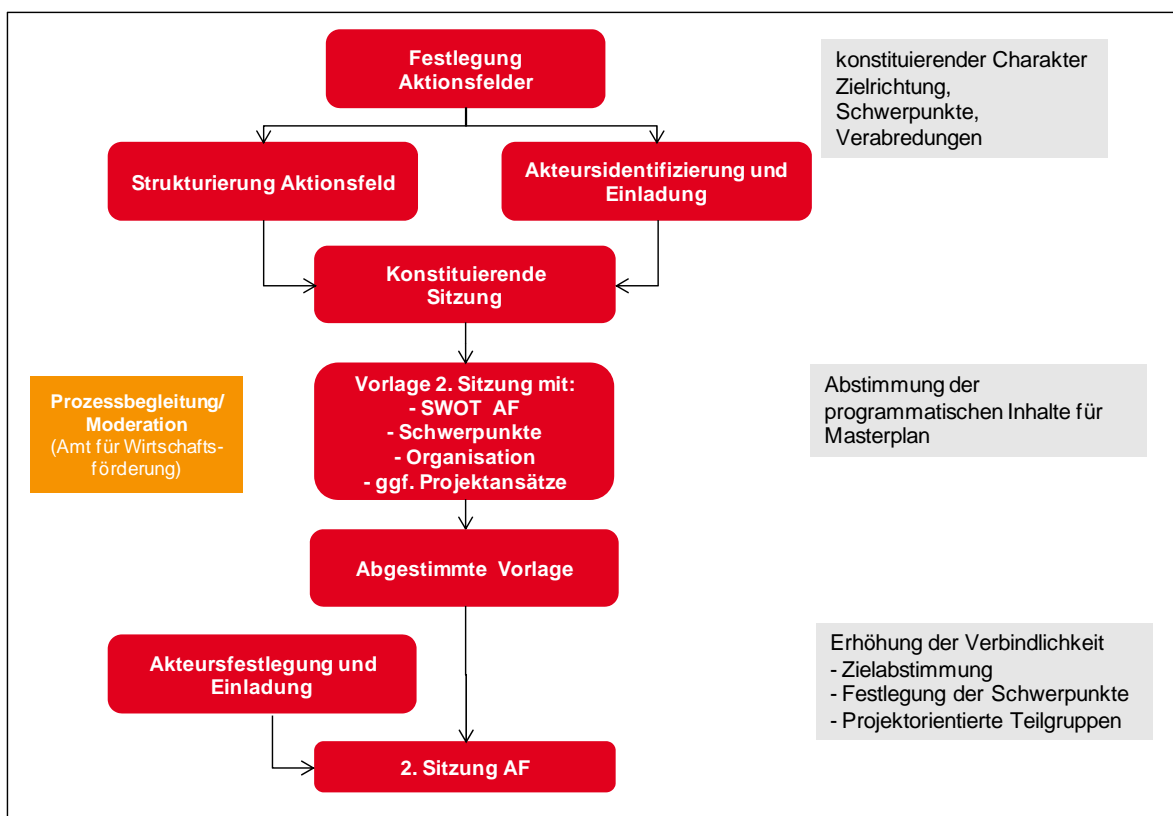 Festlegung
Aktionsfelder
konstituierender Charakter
Zielrichtung,
Schwerpunkte,
Verabredungen
Strukturierung Aktionsfeld
Akteursidentifizierung und
Einladung
Konstituierende
Sitzung
Prozessbegleitung/
Moderation
(Amt für Wirtschafts-
förderung)
Vorlage 2. Sitzung mit:
- SWOT AF
- Schwerpunkte
- Organisation
- ggf. Projektansätze
Abstimmung der
programmatischen Inhalte für
Masterplan
Abgestimmte Vorlage
Akteursfestlegung und
Einladung
Erhöhung der Verbindlichkeit
- Zielabstimmung
- Festlegung der Schwerpunkte
- Projektorientierte Teilgruppen
2. Sitzung AF